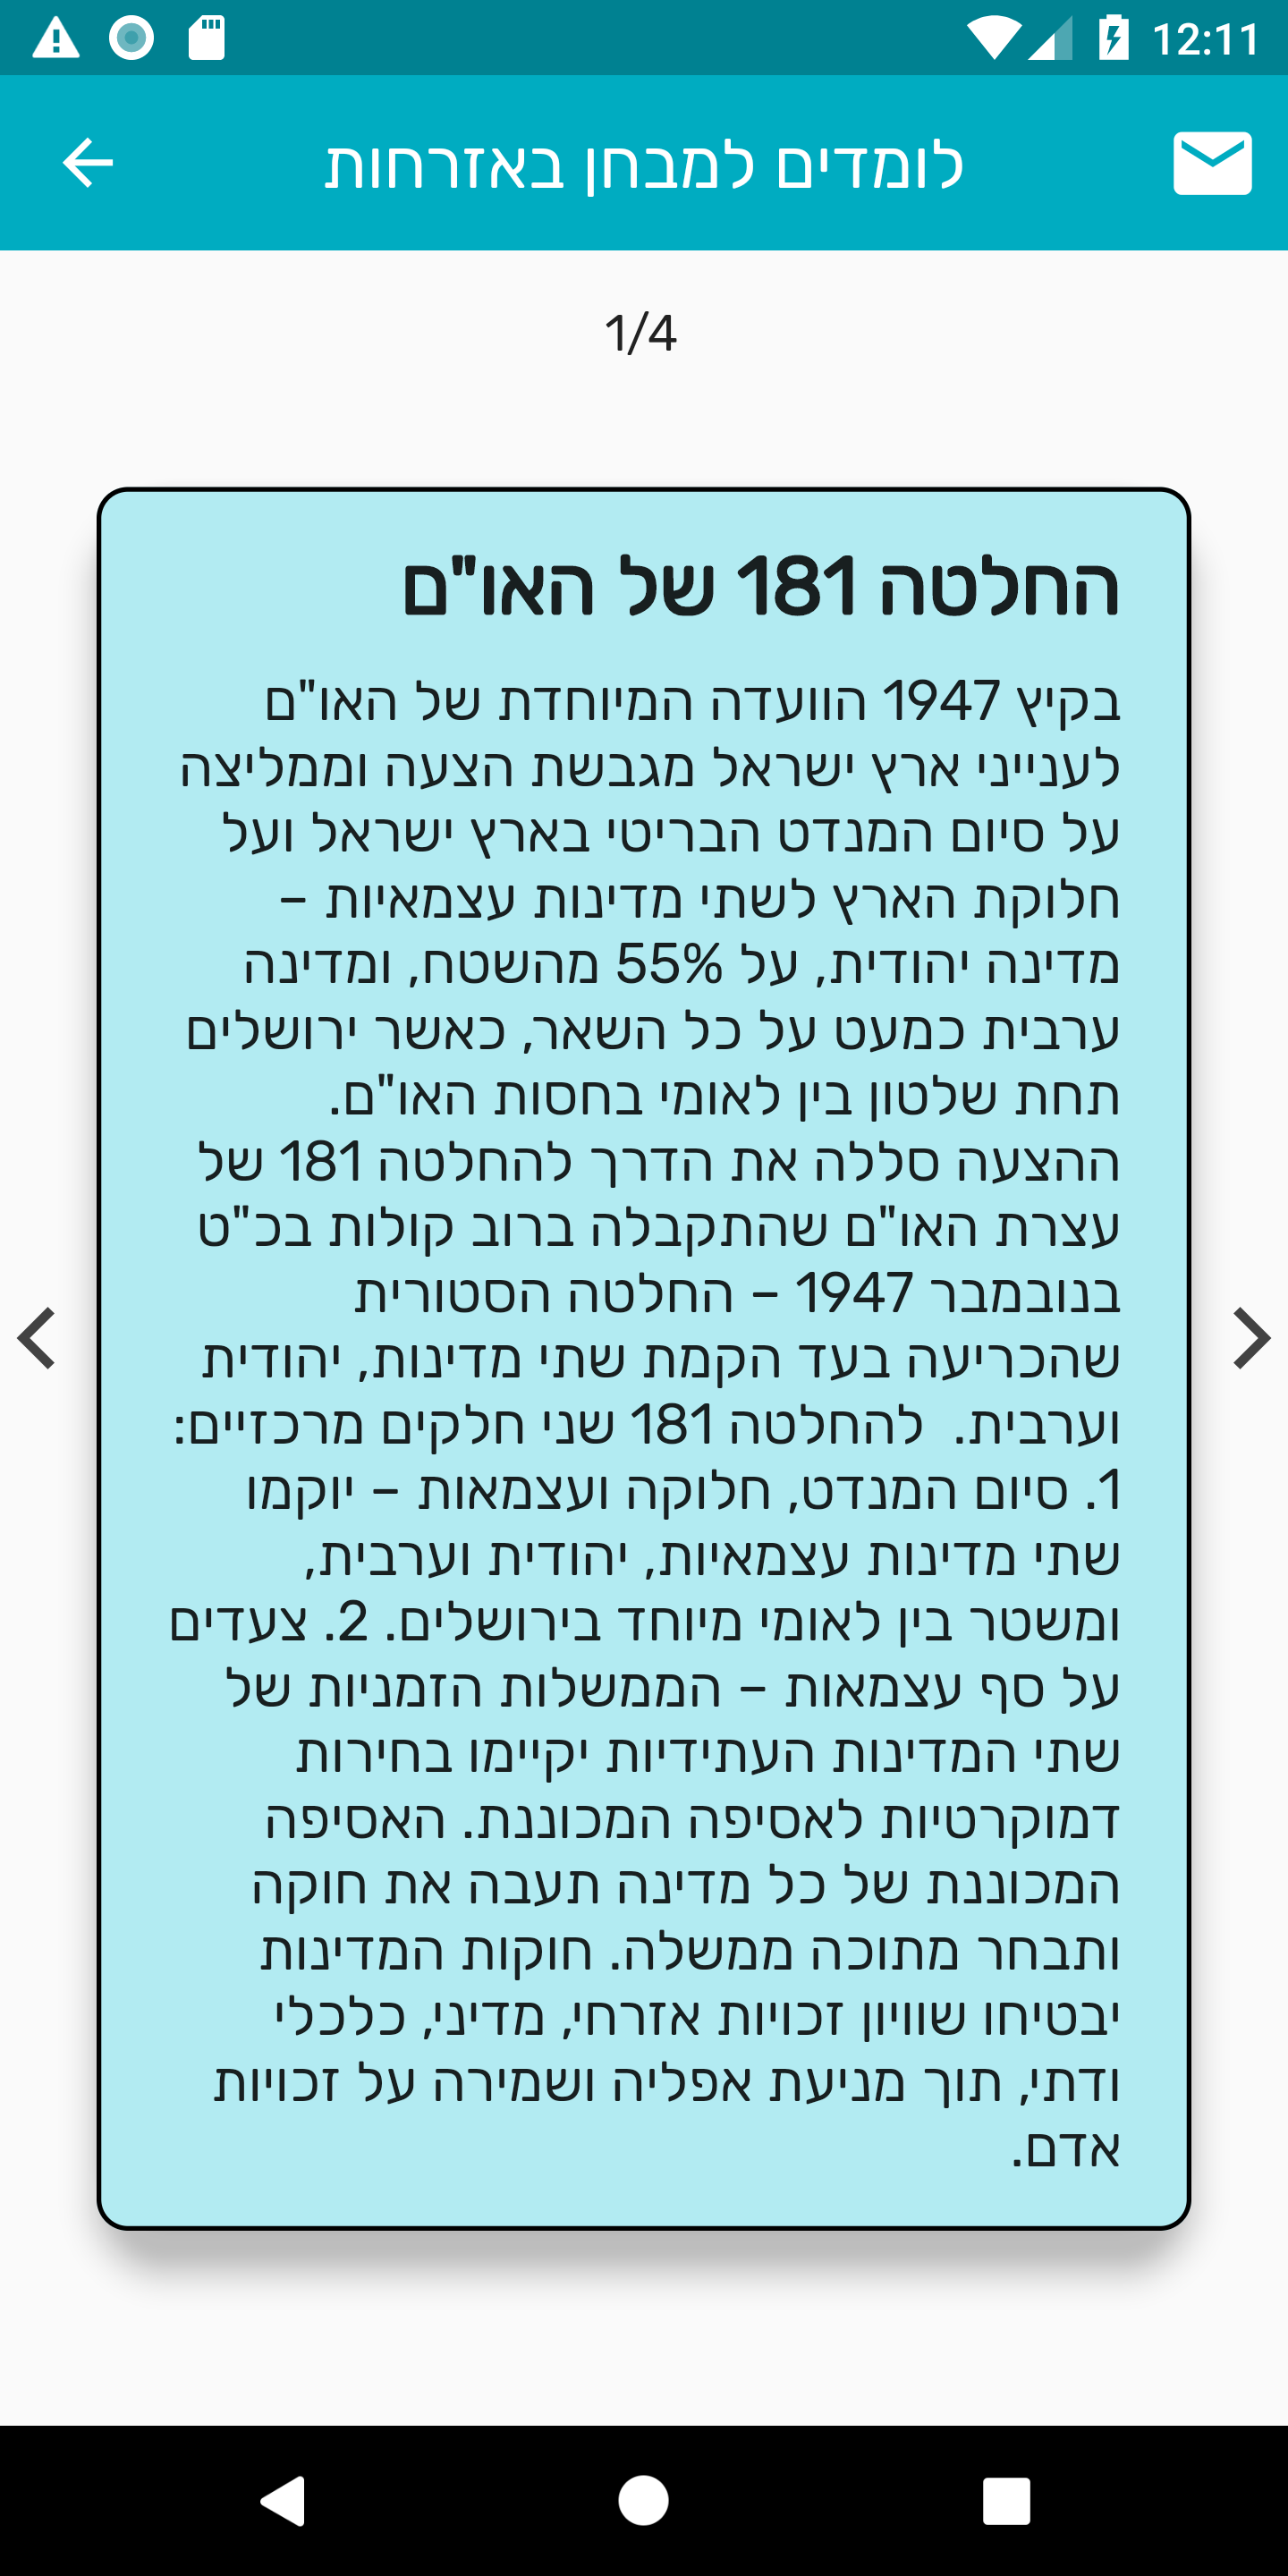 12:11
לומדים למבחן באזרחות
1/4
החלטה 181 של האו"ם
בקיץ 1947 הוועדה המיוחדת של האו"ם
לענייני ארץ ישראל מגבשת הצעה וממליצה
על סיום המנדט הבריטי בארץ ישראל ועל
חלוקת הארץ לשתי מדינות עצמאיות –
מדינה יהודית, על 55% מהשטח, ומדינה
ערבית כמעט על כל השאר, כאשר ירושלים
תחת שלטון בין לאומי בחסות האו"ם.
ההצעה סללה את הדרך להחלטה 181 של
עצרת האו"ם שהתקבלה ברוב קולות בכ"ט
בנובמבר 1947 – החלטה הסטורית
שהכריעה בעד הקמת שתי מדינות, יהודית
וערבית.  להחלטה 181 שני חלקים מרכזיים:
1. סיום המנדט, חלוקה ועצמאות – יוקמו
שתי מדינות עצמאיות, יהודית וערבית,
ומשטר בין לאומי מיוחד בירושלים. 2. צעדים
על סף עצמאות – הממשלות הזמניות של
שתי המדינות העתידיות יקיימו בחירות
דמוקרטיות לאסיפה המכוננת. האסיפה
המכוננת של כל מדינה תעבה את חוקה
ותבחר מתוכה ממשלה. חוקות המדינות
יבטיחו שוויון זכויות אזרחי, מדיני, כלכלי
ודתי, תוך מניעת אפליה ושמירה על זכויות
אדם.